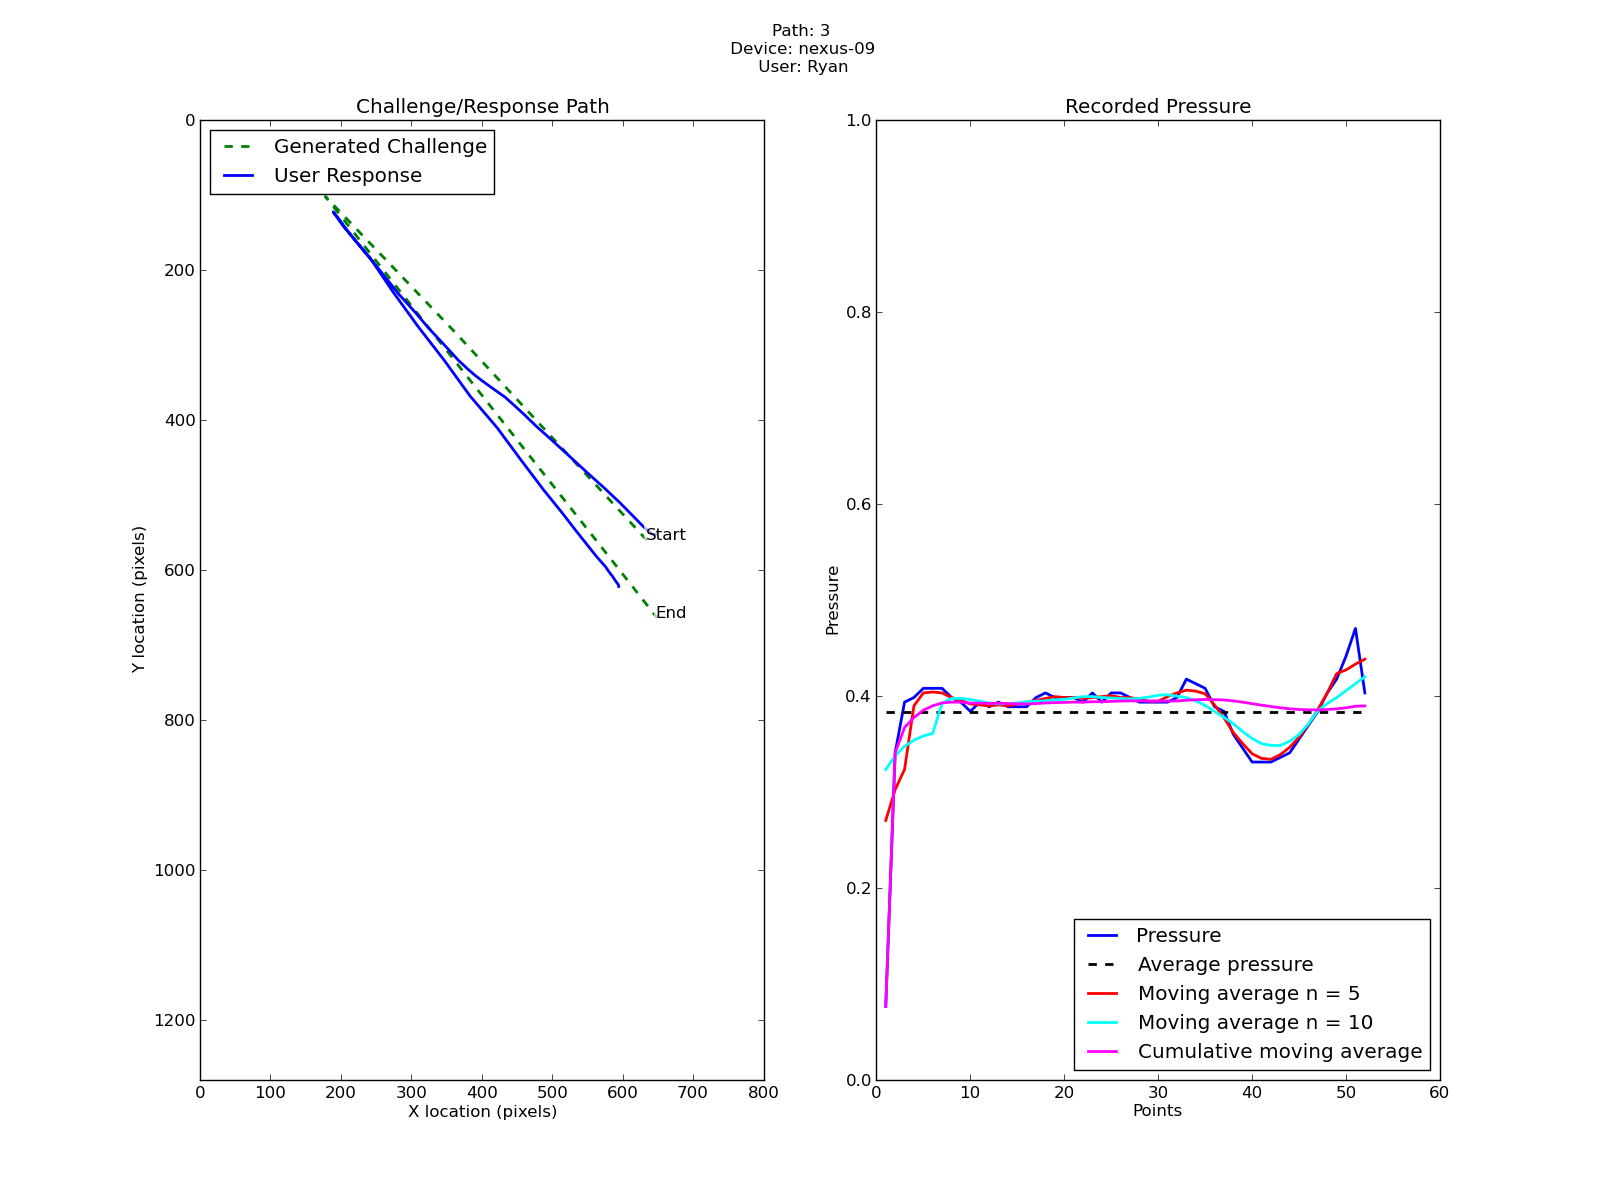 Path: 3
Device: nexus-09
User: Ryan
Challenge/Response Path
Generated Challenge
User Response
Start
End
0
200
400
600
800
1000
1200
Y location (pixels)
0 100 200 300 400 500 600 700 800
X location (pixels)
Recorded Pressure
1.0
0.8
0.6
0.4
0.2
0.0
Pressure
Pressure
Average pressure
Moving average n = 5
Moving average n = 10
Cumulative moving average
0 10 20 30 40 50 60
Points